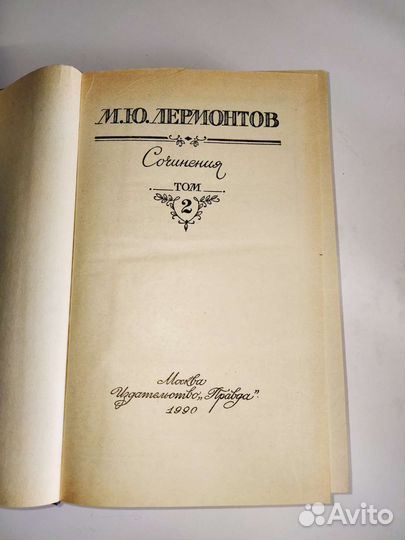 М.Ю.ЛЕРМОНТОВ
Сочинения
ТОМ
2
Москва
Издательство „Правда"
1990
Avito